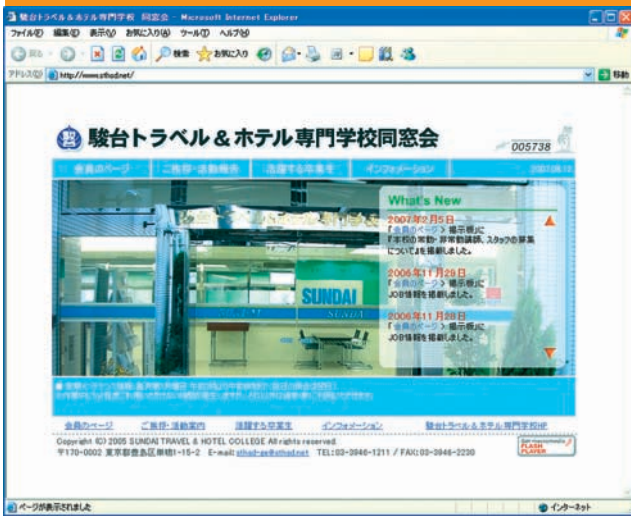 駿台トラベル&ホテル専門学校 同窓会 - Microsoft Internet Explorer
ファイル(F) 編集(E) 表示(V) お気に入り(A) ツール(T) ヘルプ(H)
戻る 検索 お気に入り
アドレス(D) http://www.sthad.net/ 移動
駿台トラベル&ホテル専門学校同窓会
005738
会員のページ ご挨拶・活動報告 活躍する卒業生 インフォメーション
What's New
2007年2月5日
「会員のページ > 掲示板」に
『本校の常勤・非常勤講師、スタッフの募集
について』を掲載しました。
2006年11月29日
「会員のページ > 掲示板」に
JOB情報を掲載しました。
2006年11月28日
「会員のページ > 掲示板」に
JOB情報を掲載しました。
SUNDAI
会員のページ ご挨拶・活動案内 活躍する卒業生 インフォメーション 駿台トラベル&ホテル専門学校HP
Copyright (C) 2005 SUNDAI TRAVEL & HOTEL COLLEGE All rights reserved.
〒170-0002 東京都豊島区巣鴨1-15-2 E-mail: TEL:03-3946-1211 / FAX:03-3946-2230
FLASH
PLAYER
ページが表示されました インターネット